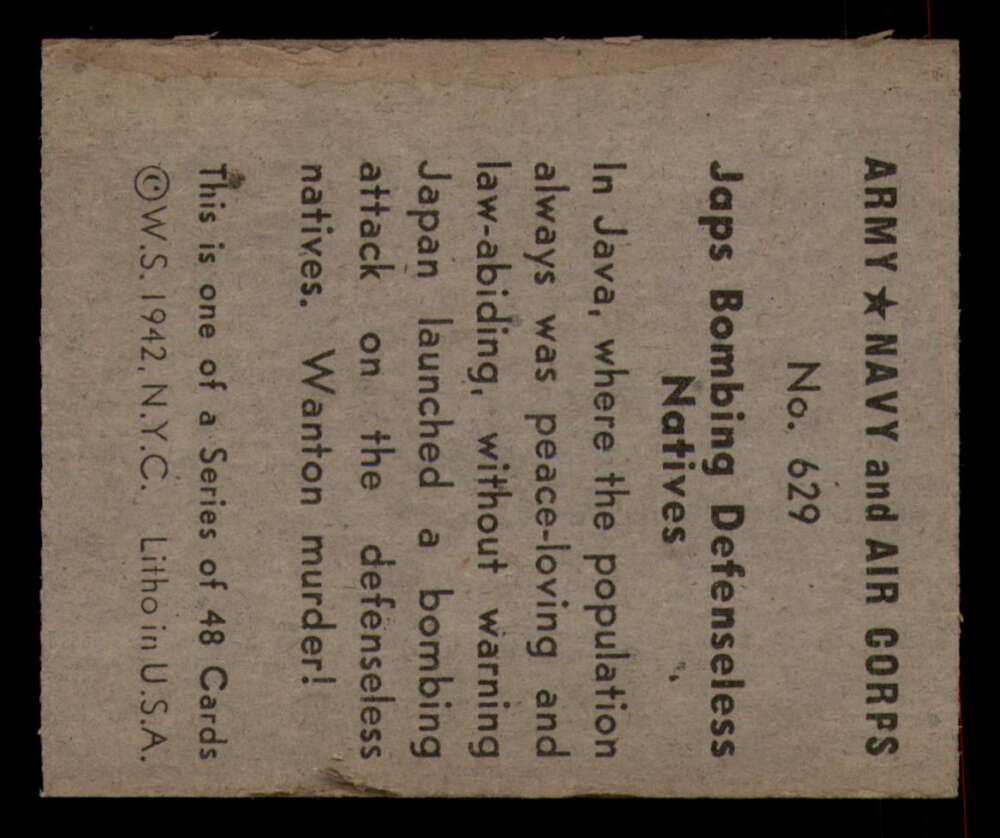 ARMY ★ NAVY and AIR CORPS
No. 629
Japs Bombing Defenseless
Natives
In Java, where the population
always was peace-loving and
law-abiding, without warning
Japan launched a bombing
attack on the defenseless
natives. Wanton murder!
This is one of a Series of 48 Cards
©W.S. 1942, N.Y.C. Litho in U.S.A.